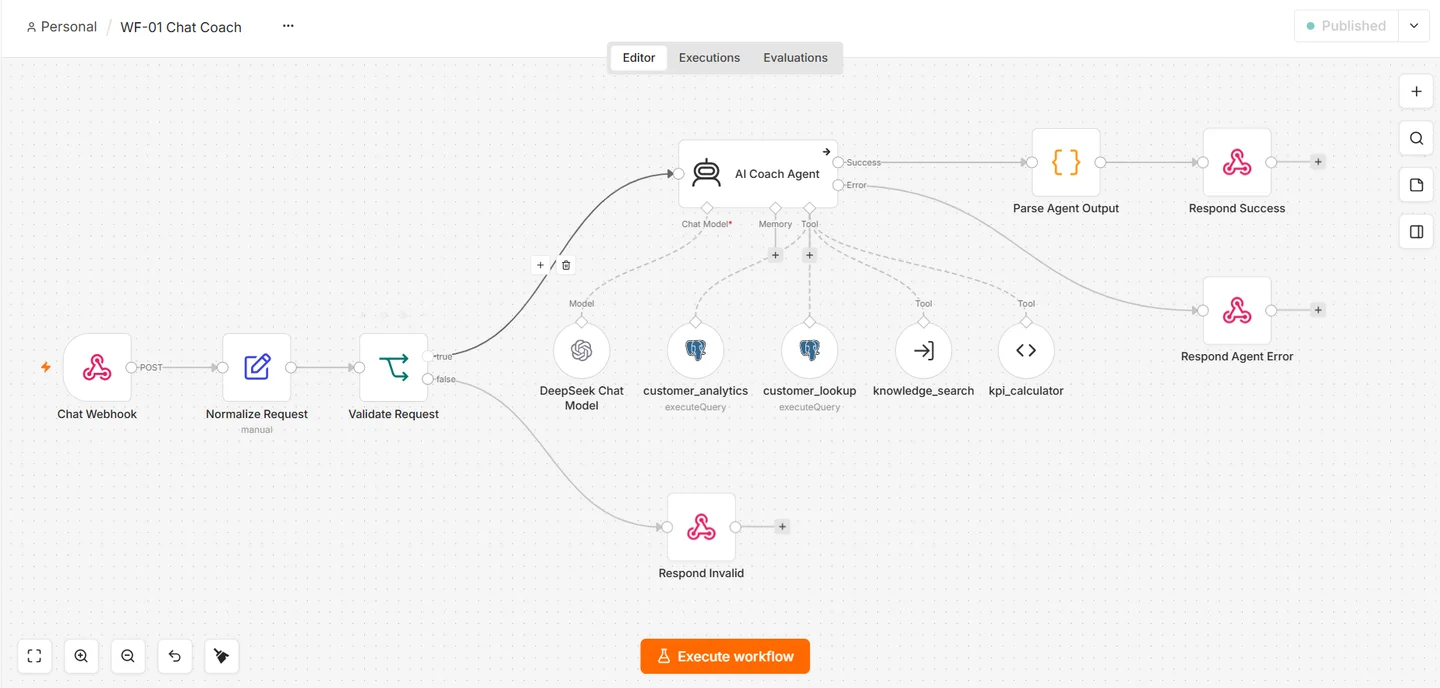 Personal / WF-01 Chat Coach ...
Published
Editor Executions Evaluations
AI Coach Agent
Success
Error
Chat Model*
Memory
Tool
Parse Agent Output
Respond Success
Respond Agent Error
Model
Tool
Tool
POST
true
false
Chat Webhook
Normalize Request
manual
Validate Request
DeepSeek Chat
Model
customer_analytics
executeQuery
customer_lookup
executeQuery
knowledge_search
kpi_calculator
Respond Invalid
Execute workflow